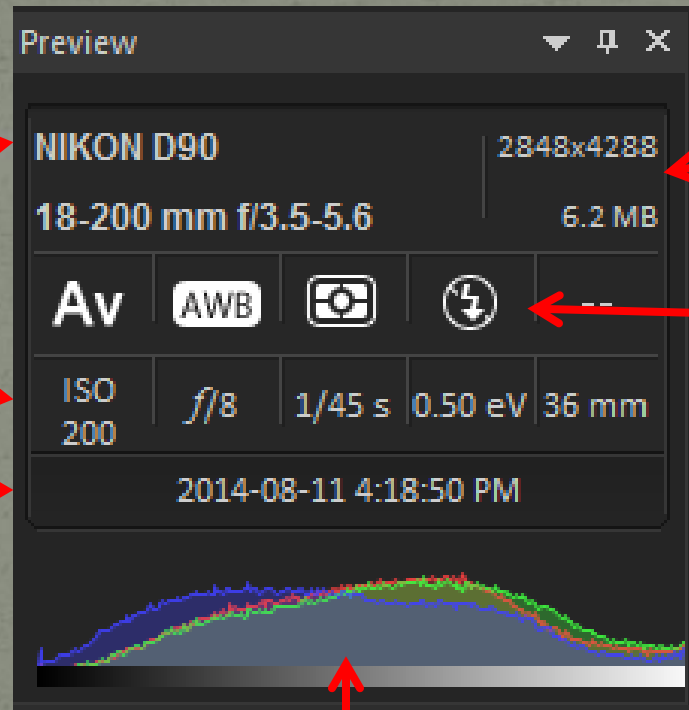 Preview
NIKON D90
2848x4288
18-200 mm f/3.5-5.6
6.2 MB
Av AWB --
ISO 200 f/8 1/45 s 0.50 eV 36 mm
2014-08-11 4:18:50 PM